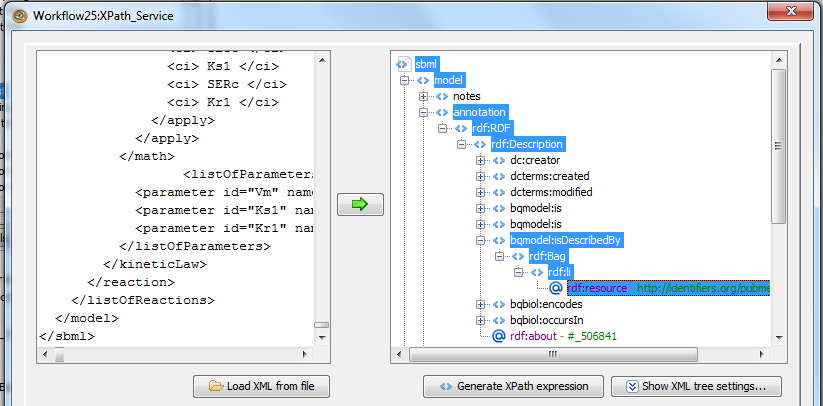 Workflow25:XPath_Service
<ci> Ks1 </ci>
<ci> SERc </ci>
<ci> Kr1 </ci>
</apply>
</apply>
</math>
<listOfParameters
<parameter id="Vm" name
<parameter id="Ks1" name
<parameter id="Kr1" name
</listOfParameters>
</kineticLaw>
</reaction>
</listOfReactions>
</model>
</sbml>
Load XML from file
sbml
model
notes
annotation
rdf:RDF
rdf:Description
dc:creator
dcterms:created
dcterms:modified
bqmodel:is
bqmodel:is
bqmodel:isDescribedBy
rdf:Bag
rdf:li
rdf:resource - http://identifiers.org/pubme
bqbiol:encodes
bqbiol:occursIn
rdf:about - #_506841
Generate XPath expression
Show XML tree settings...